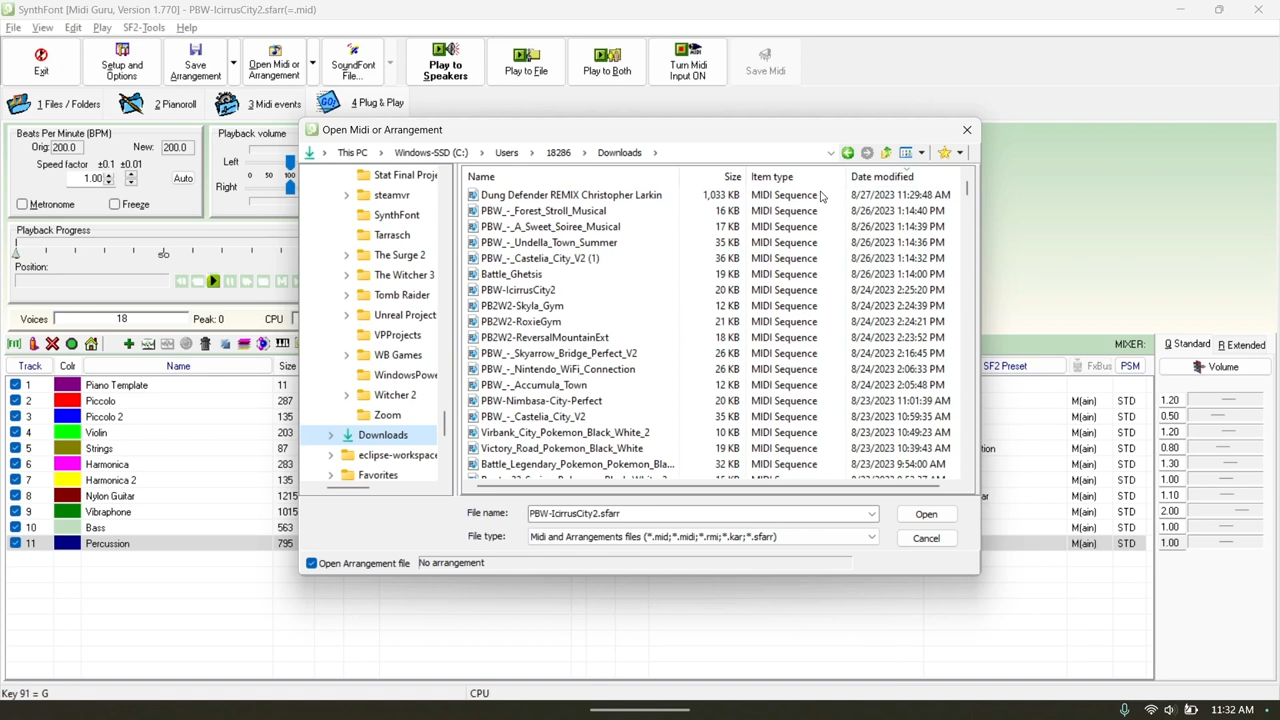 SynthFont [Midi Guru, Version 1.770] - PBW-IcirrusCity2.sfarr(=.mid)
File View Edit Play SF2-Tools Help
Exit
Setup and Options
Save Arrangement
Open Midi or Arrangement
SoundFont File...
Play to Speakers
Play to File
Play to Both
Turn Midi Input ON
Save Midi
1 Files / Folders
2 Pianoroll
3 Midi events
4 Plug & Play
GO!
Beats Per Minute (BPM)
Orig: 200.0 New: 200.0
Speed factor ±0.1 ±0.01
1.00 Auto
Metronome Freeze
Playback volume
Left
0 50
Right
Playback Progress
Position:
Voices 18 Peak: 0 CPU
Open Midi or Arrangement
This PC Windows-SSD (C:) Users 18286 Downloads
Stat Final Proje
steamvr
SynthFont
Tarrasch
The Surge 2
The Witcher 3
Tomb Raider
Unreal Project
VPProjects
WB Games
WindowsPowe
Witcher 2
Zoom
Downloads
eclipse-workspace
Favorites
Name Size Item type Date modified
Dung Defender REMIX Christopher Larkin 1,033 KB MIDI Sequence 8/27/2023 11:29:48 AM
PBW_-_Forest_Stroll_Musical 16 KB MIDI Sequence 8/26/2023 1:14:40 PM
PBW_-_A_Sweet_Soiree_Musical 17 KB MIDI Sequence 8/26/2023 1:14:39 PM
PBW_-_Undella_Town_Summer 35 KB MIDI Sequence 8/26/2023 1:14:36 PM
PBW_-_Castelia_City_V2 (1) 36 KB MIDI Sequence 8/26/2023 1:14:32 PM
Battle_Ghetsis 19 KB MIDI Sequence 8/26/2023 1:14:00 PM
PBW-IcirrusCity2 20 KB MIDI Sequence 8/24/2023 2:25:20 PM
PB2W2-Skyla_Gym 12 KB MIDI Sequence 8/24/2023 2:24:39 PM
PB2W2-RoxieGym 21 KB MIDI Sequence 8/24/2023 2:24:21 PM
PB2W2-ReversalMountainExt 18 KB MIDI Sequence 8/24/2023 2:23:52 PM
PBW_-_Skyarrow_Bridge_Perfect_V2 26 KB MIDI Sequence 8/24/2023 2:16:45 PM
PBW_-_Nintendo_WiFi_Connection 26 KB MIDI Sequence 8/24/2023 2:06:33 PM
PBW_-_Accumula_Town 12 KB MIDI Sequence 8/24/2023 2:05:48 PM
PBW-Nimbasa-City-Perfect 20 KB MIDI Sequence 8/23/2023 11:01:39 AM
PBW_-_Castelia_City_V2 35 KB MIDI Sequence 8/23/2023 10:59:35 AM
Virbank_City_Pokemon_Black_White_2 10 KB MIDI Sequence 8/23/2023 10:49:23 AM
Victory_Road_Pokemon_Black_White 19 KB MIDI Sequence 8/23/2023 10:39:43 AM
Battle_Legendary_Pokemon_Pokemon_Bla... 32 KB MIDI Sequence 8/23/2023 9:54:00 AM
File name: PBW-IcirrusCity2.sfarr Open
File type: Midi and Arrangements files (*.mid;*.midi;*.rmi;*.kar;*.sfarr) Cancel
Open Arrangement file No arrangement
MIXER: Q Standard R Extended
Track Colr Name Size SF2 Preset FxBus PSM Volume
1 Piano Template 11 M(ain) STD 1.20
2 Piccolo 287 M(ain) STD 0.50
3 Piccolo 2 135 M(ain) STD 1.20
4 Violin 203 M(ain) STD 0.80
5 Strings 87 M(ain) STD 1.30
6 Harmonica 283 M(ain) STD 1.00
7 Harmonica 2 135 M(ain) STD 1.10
8 Nylon Guitar 1215 M(ain) STD 2.00
9 Vibraphone 1015 M(ain) STD 1.00
10 Bass 563 M(ain) STD 1.00
11 Percussion 795 M(ain) STD
Key 91 = G CPU
11:32 AM